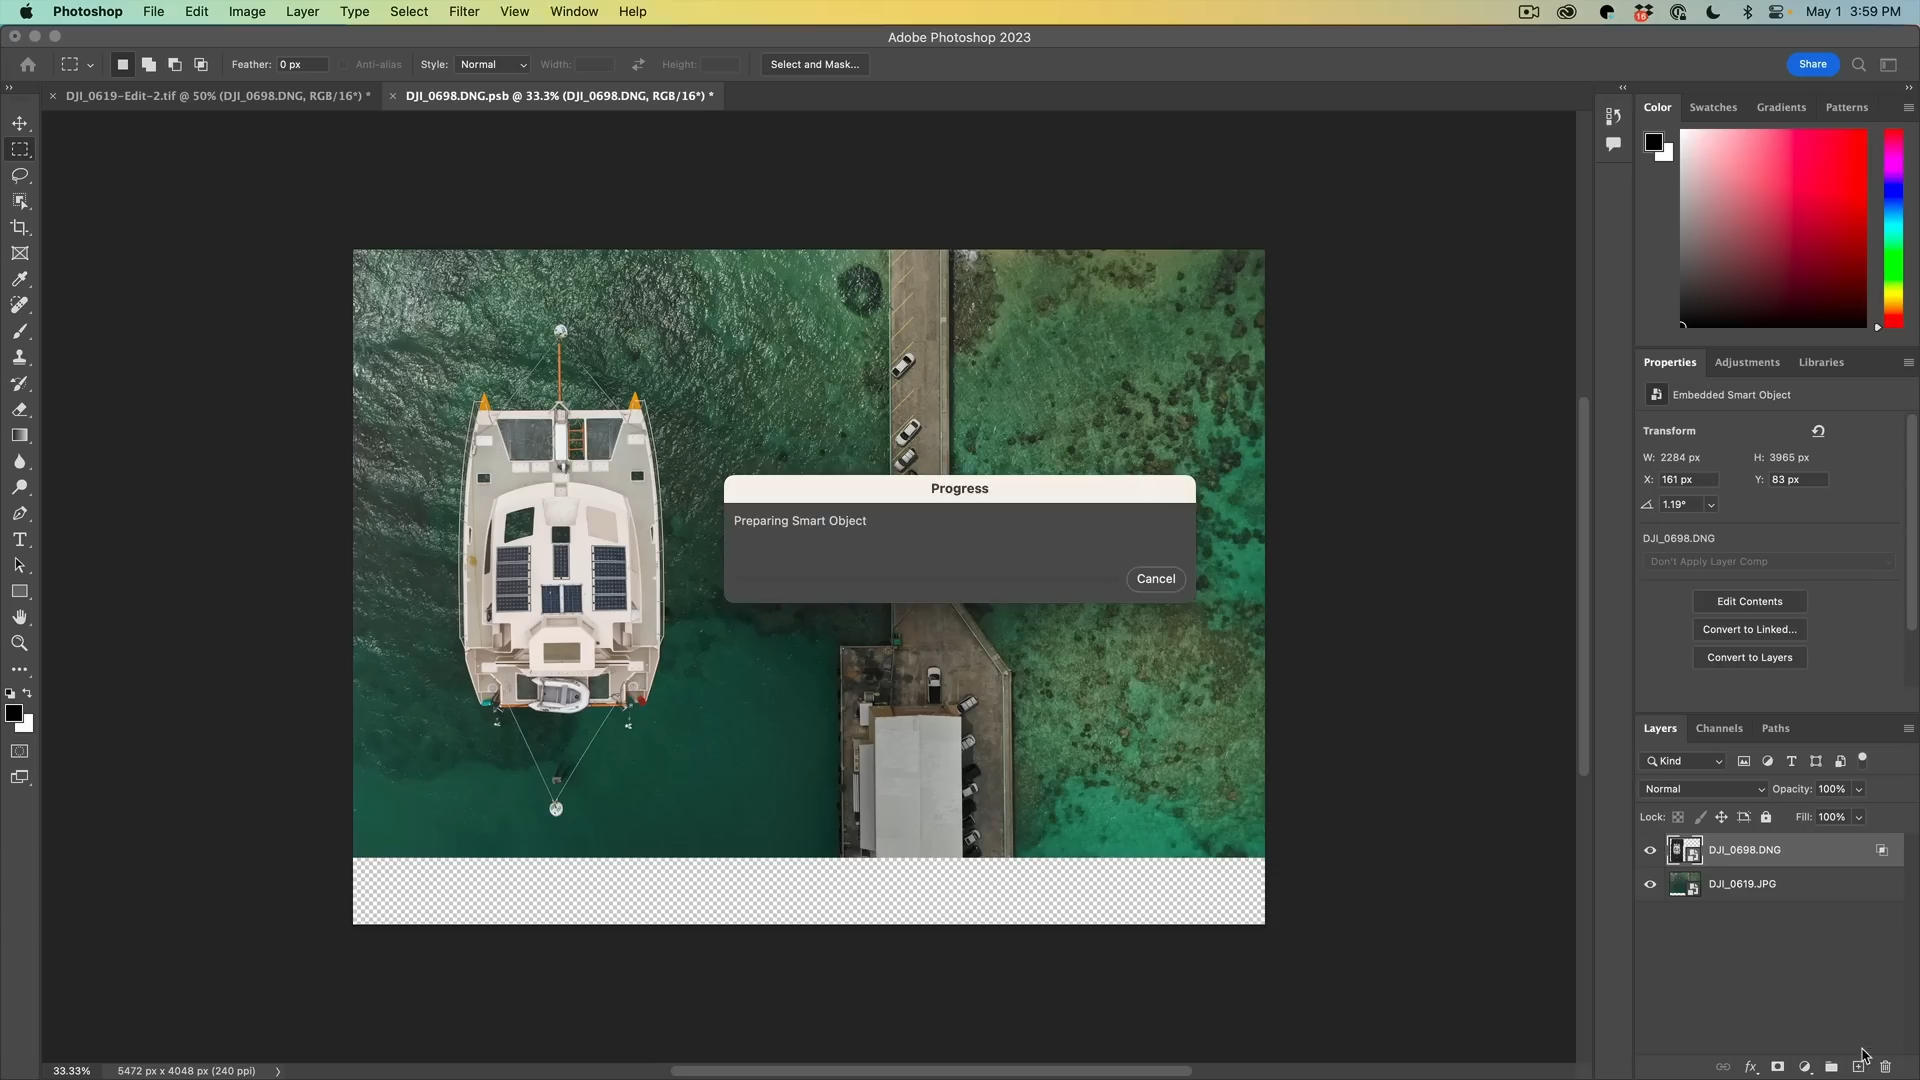 Photoshop File Edit Image Layer Type Select Filter View Window Help
16
May 1 3:59 PM
Adobe Photoshop 2023
Feather: 0 px Anti-alias Style: Normal Width: Height: Select and Mask...
Share
DJI_0619-Edit-2.tif @ 50% (DJI_0698.DNG, RGB/16*) *
DJI_0698.DNG.psb @ 33.3% (DJI_0698.DNG, RGB/16*) *
Color Swatches Gradients Patterns
Properties Adjustments Libraries
Embedded Smart Object
Transform
W: 2284 px H: 3965 px
X: 161 px Y: 83 px
1.19°
DJI_0698.DNG
Don't Apply Layer Comp
Edit Contents
Convert to Linked...
Convert to Layers
Progress
Preparing Smart Object
Cancel
Layers Channels Paths
Kind
Normal Opacity: 100%
Lock: Fill: 100%
DJI_0698.DNG
DJI_0619.JPG
33.33% 5472 px x 4048 px (240 ppi)